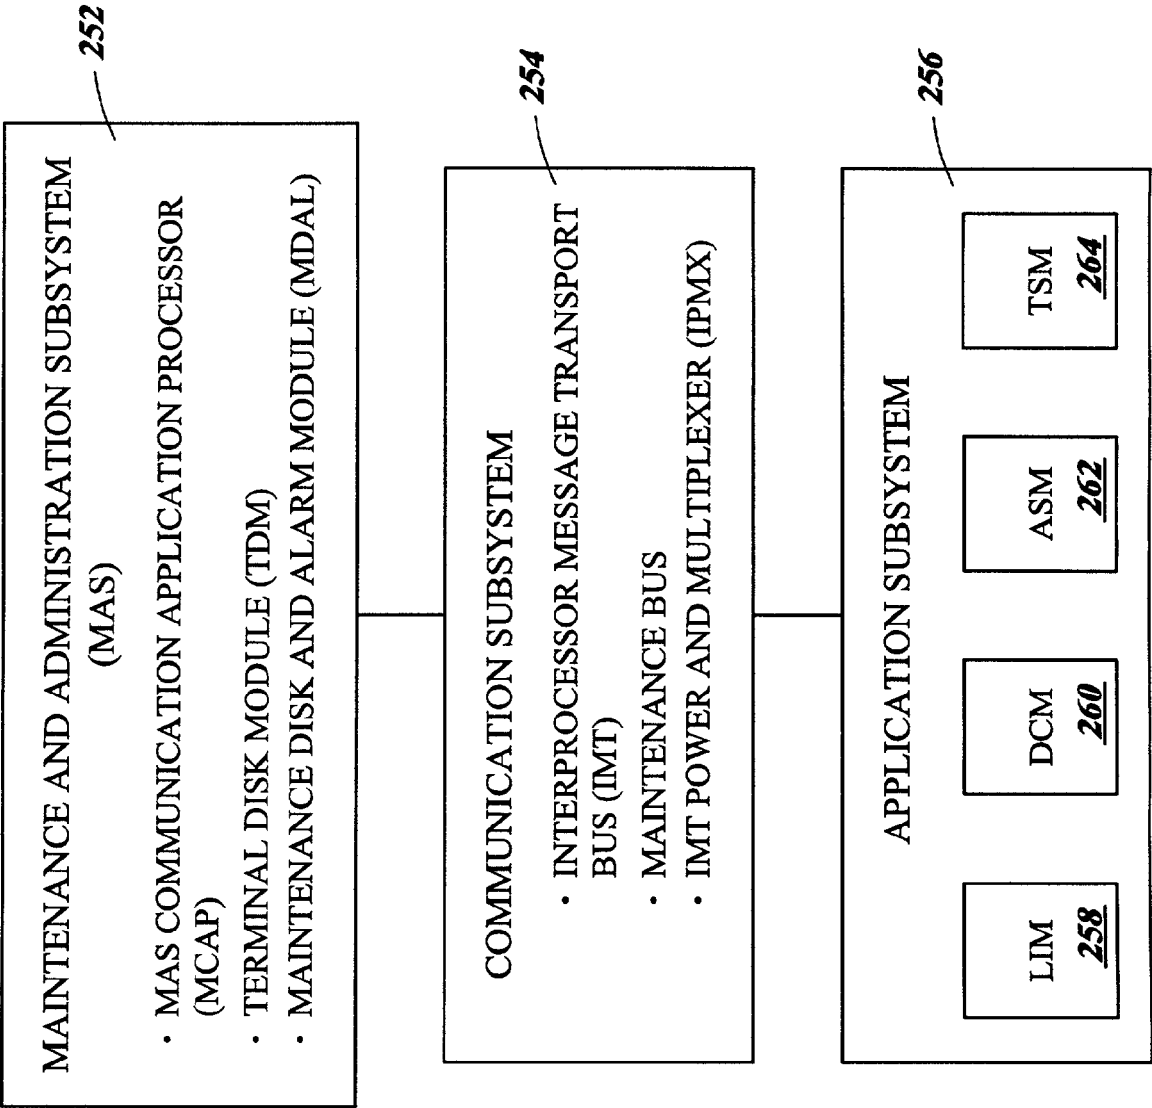 252
MAINTENANCE AND ADMINISTRATION SUBSYSTEM
(MAS)
· MAS COMMUNICATION APPLICATION PROCESSOR
(MCAP)
· TERMINAL DISK MODULE (TDM)
· MAINTENANCE DISK AND ALARM MODULE (MDAL)
254
COMMUNICATION SUBSYSTEM
· INTERPROCESSOR MESSAGE TRANSPORT
BUS (IMT)
· MAINTENANCE BUS
· IMT POWER AND MULTIPLEXER (IPMX)
256
APPLICATION SUBSYSTEM
LIM
258
DCM
260
ASM
262
TSM
264